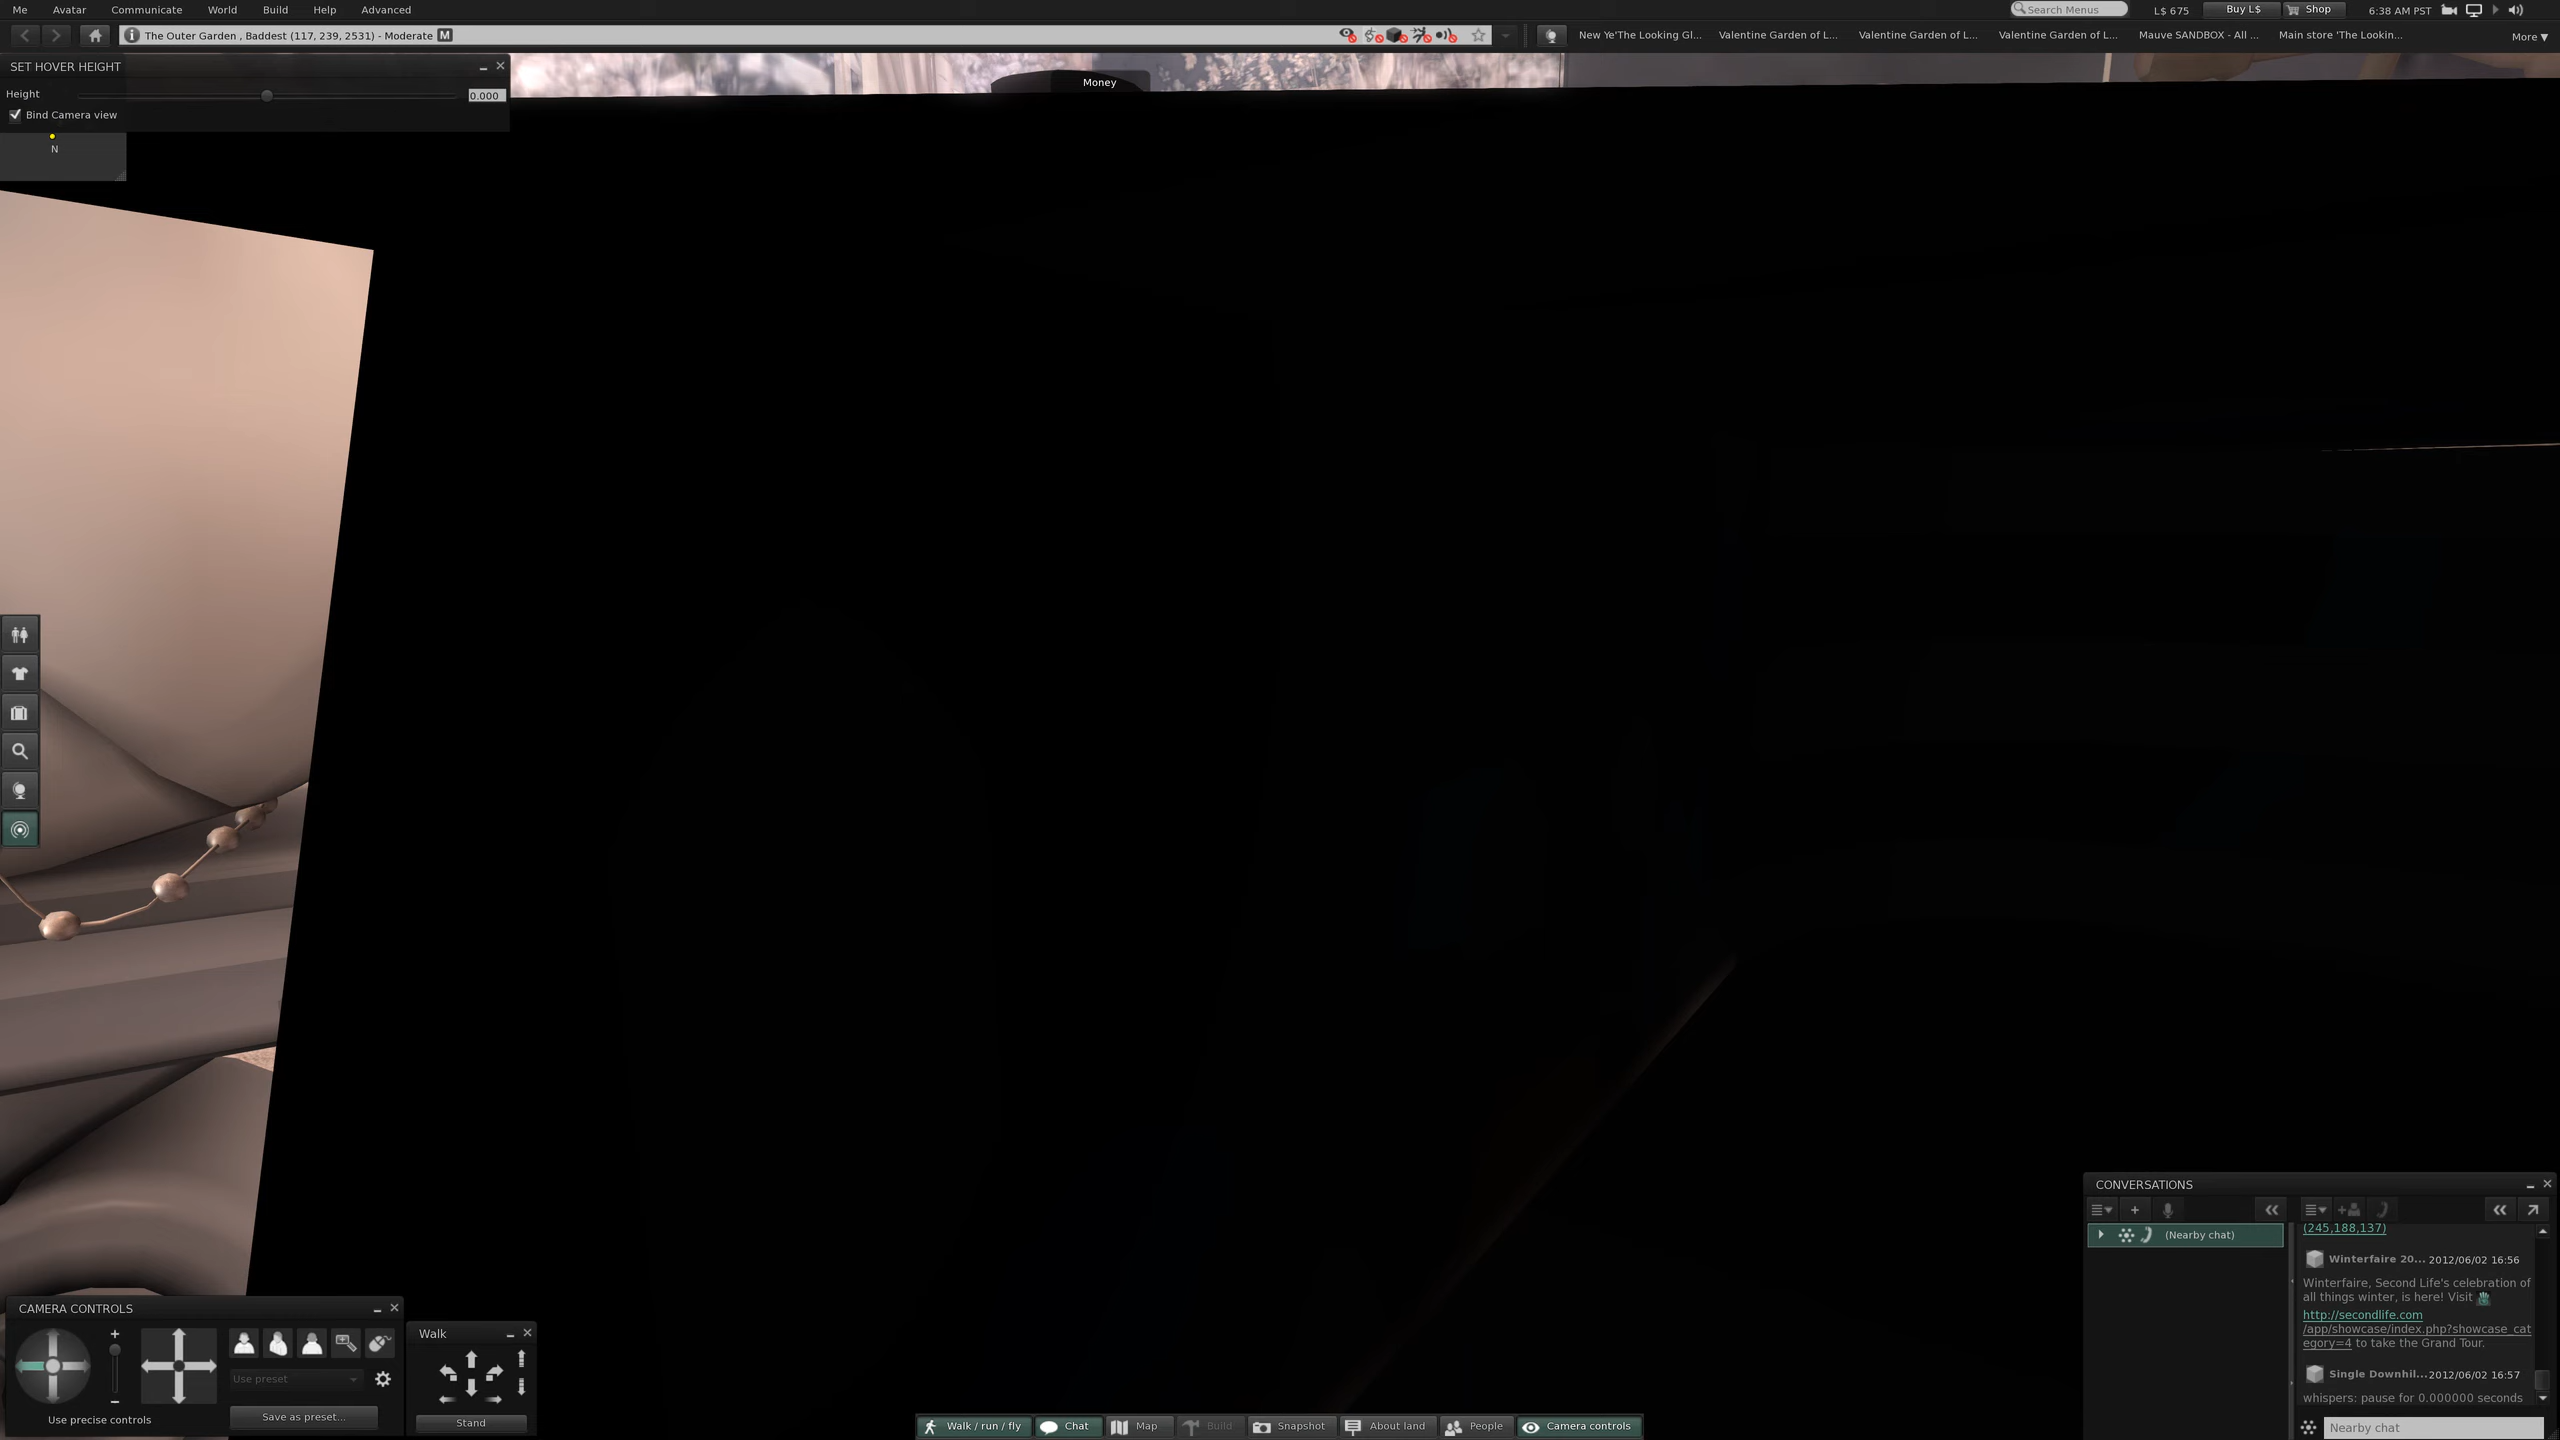 Me Avatar Communicate World Build Help Advanced
Search Menus L$ 675 Buy L$ Shop 6:38 AM PST
The Outer Garden , Baddest (117, 239, 2531) - Moderate M
New Ye'The Looking Gl... Valentine Garden of L... Valentine Garden of L... Valentine Garden of L... Mauve SANDBOX - All ... Main store 'The Lookin... More
SET HOVER HEIGHT
Height 0.000
Bind Camera view
N
Money
CONVERSATIONS
(Nearby chat)
(245,188,137)
Winterfaire 20... 2012/06/02 16:56
Winterfaire, Second Life's celebration of
all things winter, is here! Visit
http://secondlife.com
/app/showcase/index.php?showcase_cat
egory=4 to take the Grand Tour.
Single Downhil... 2012/06/02 16:57
whispers: pause for 0.000000 seconds
Nearby chat
CAMERA CONTROLS
Use preset
Use precise controls
Save as preset...
Walk
Stand
Walk / run / fly Chat Map Build Snapshot About land People Camera controls